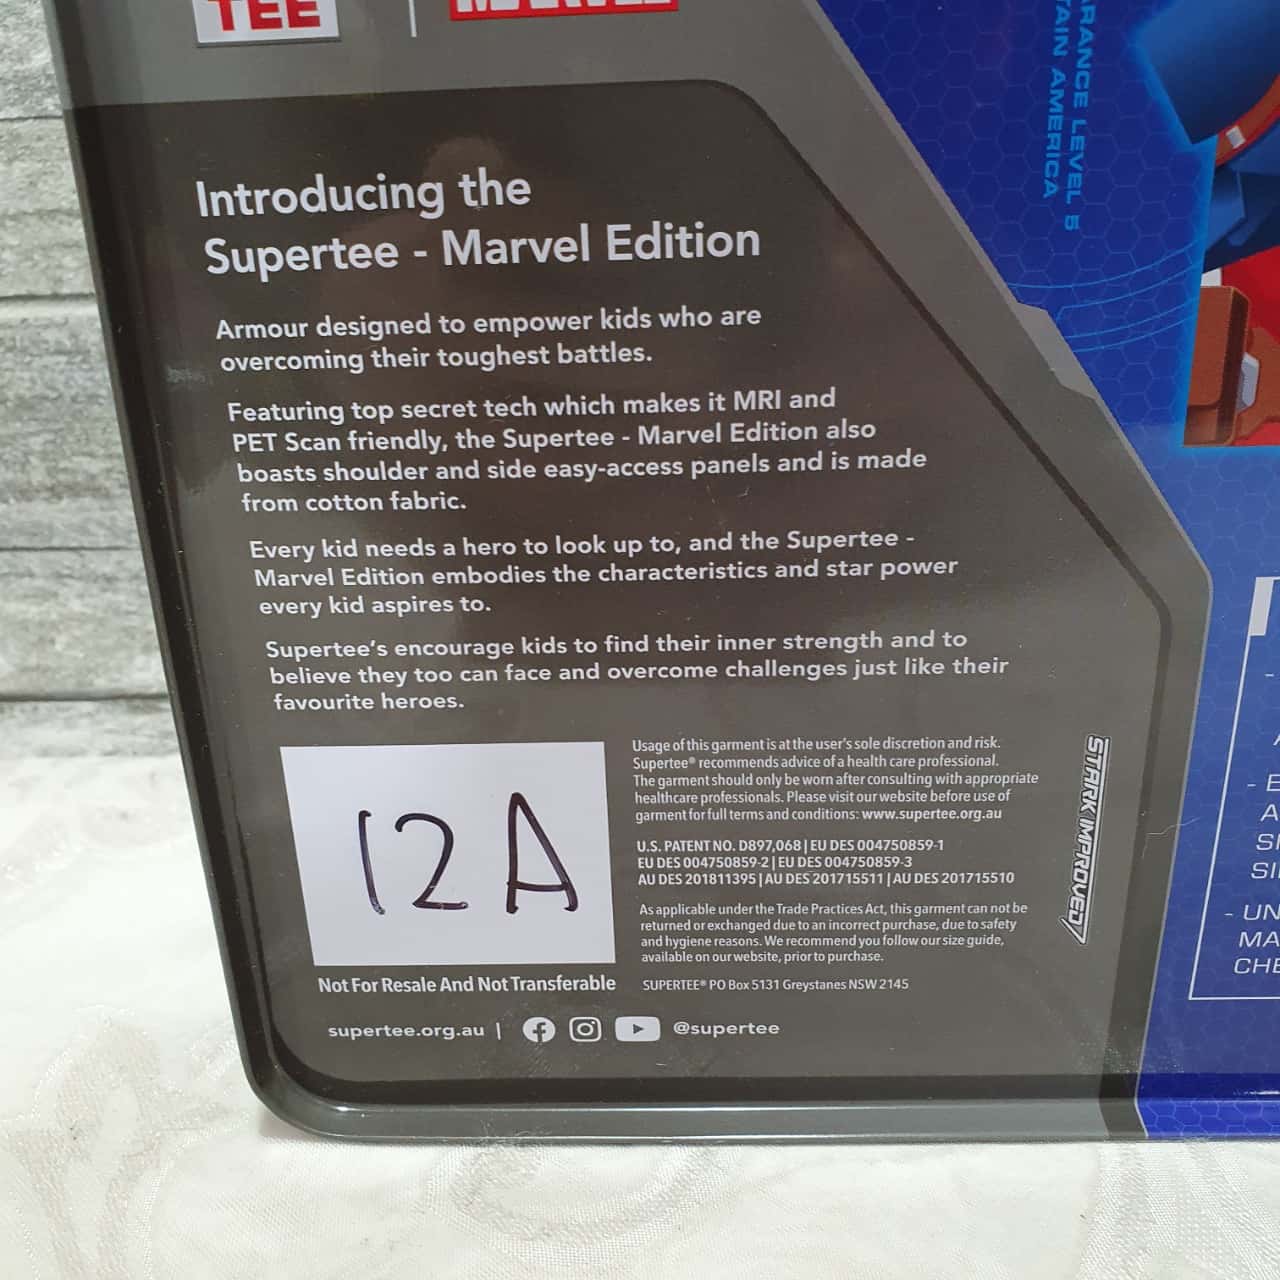 TEE
MARVEL
Introducing the
Supertee - Marvel Edition
Armour designed to empower kids who are
overcoming their toughest battles.
Featuring top secret tech which makes it MRI and
PET Scan friendly, the Supertee - Marvel Edition also
boasts shoulder and side easy-access panels and is made
from cotton fabric.
Every kid needs a hero to look up to, and the Supertee -
Marvel Edition embodies the characteristics and star power
every kid aspires to.
Supertee's encourage kids to find their inner strength and to
believe they too can face and overcome challenges just like their
favourite heroes.
12A
Not For Resale And Not Transferable
Usage of this garment is at the user's sole discretion and risk.
Supertee® recommends advice of a health care professional.
The garment should only be worn after consulting with appropriate
healthcare professionals. Please visit our website before use of
garment for full terms and conditions: www.supertee.org.au
U.S. PATENT NO. D897,068 | EU DES 004750859-1
EU DES 004750859-2 | EU DES 004750859-3
AU DES 201811395 | AU DES 201715511 | AU DES 201715510
As applicable under the Trade Practices Act, this garment can not be
returned or exchanged due to an incorrect purchase, due to safety
and hygiene reasons. We recommend you follow our size guide,
available on our website, prior to purchase.
SUPERTEE® PO Box 5131 Greystanes NSW 2145
supertee.org.au | @supertee
STARK IMPROVED
LEVEL 5
AMERICA